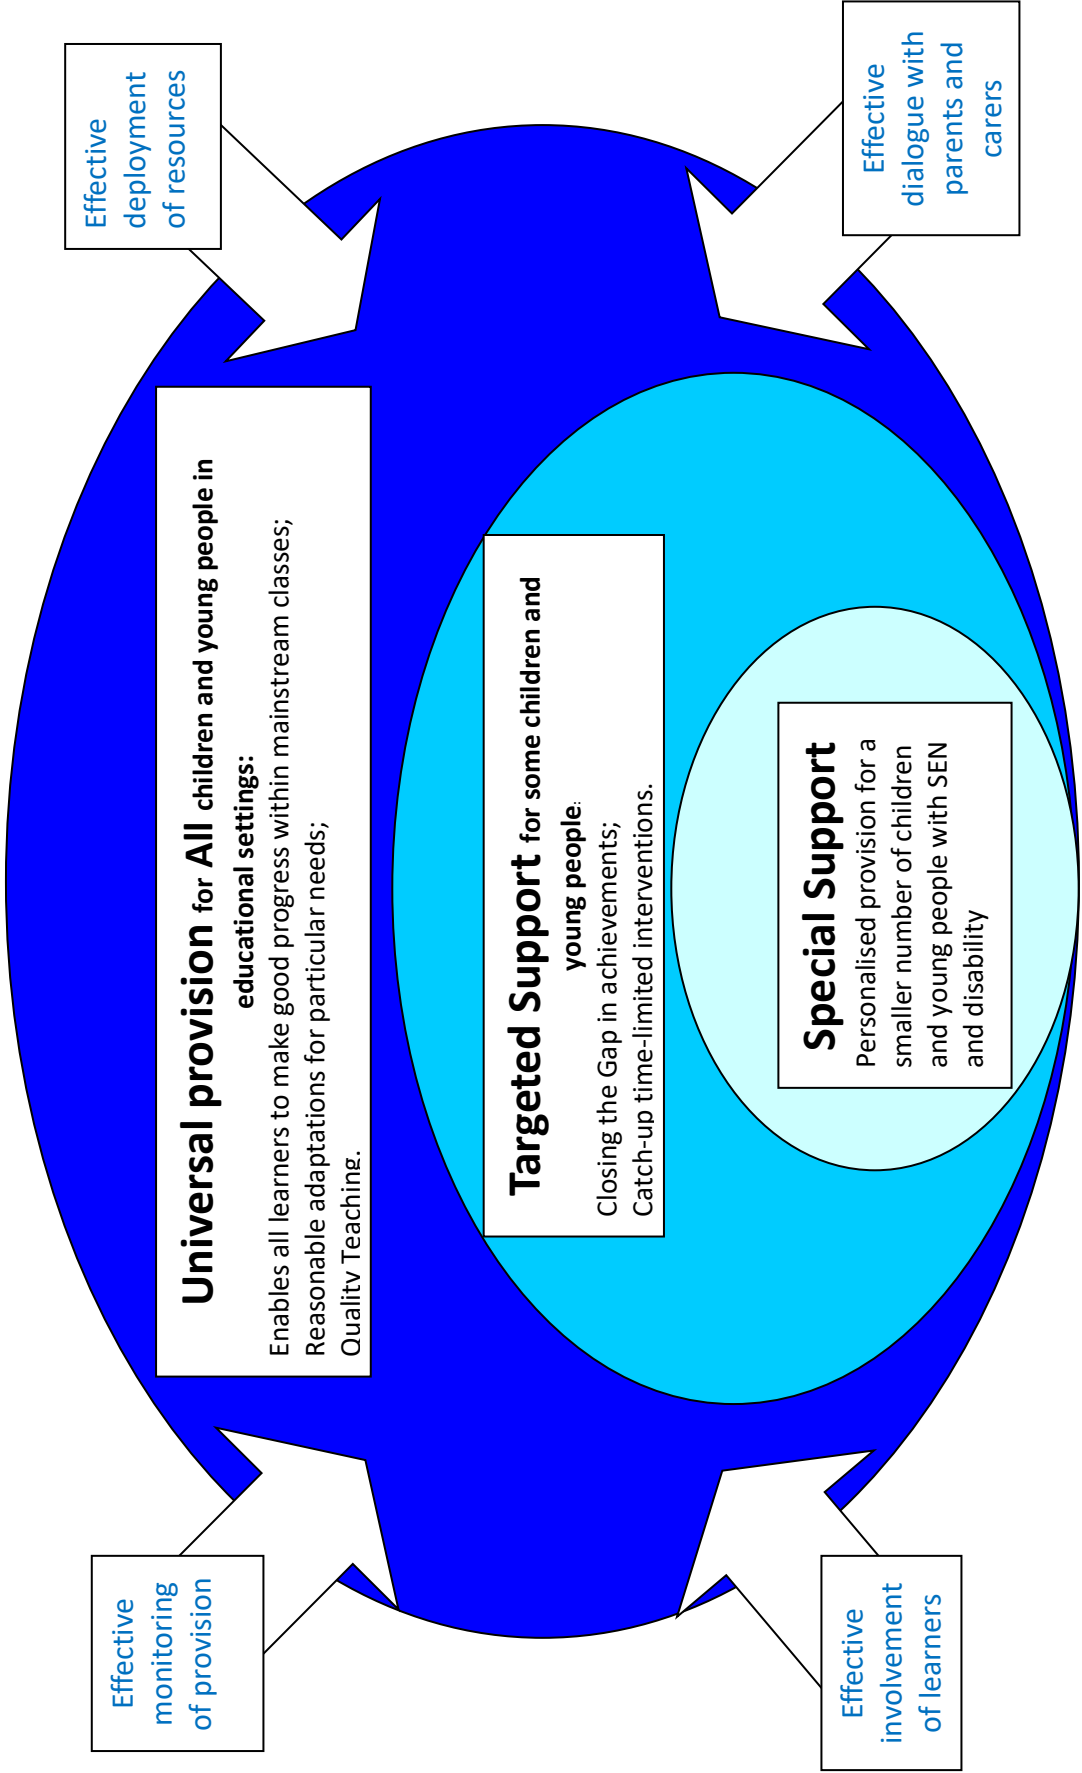 Effective
monitoring
of provision
Effective
deployment
of resources
Universal provision for All children and young people in
educational settings:
Enables all learners to make good progress within mainstream classes;
Reasonable adaptations for particular needs;
Quality Teaching.
Targeted Support for some children and
young people:
Closing the Gap in achievements;
Catch-up time-limited interventions.
Special Support
Personalised provision for a
smaller number of children
and young people with SEN
and disability
Effective
involvement
of learners
Effective
dialogue with
parents and
carers